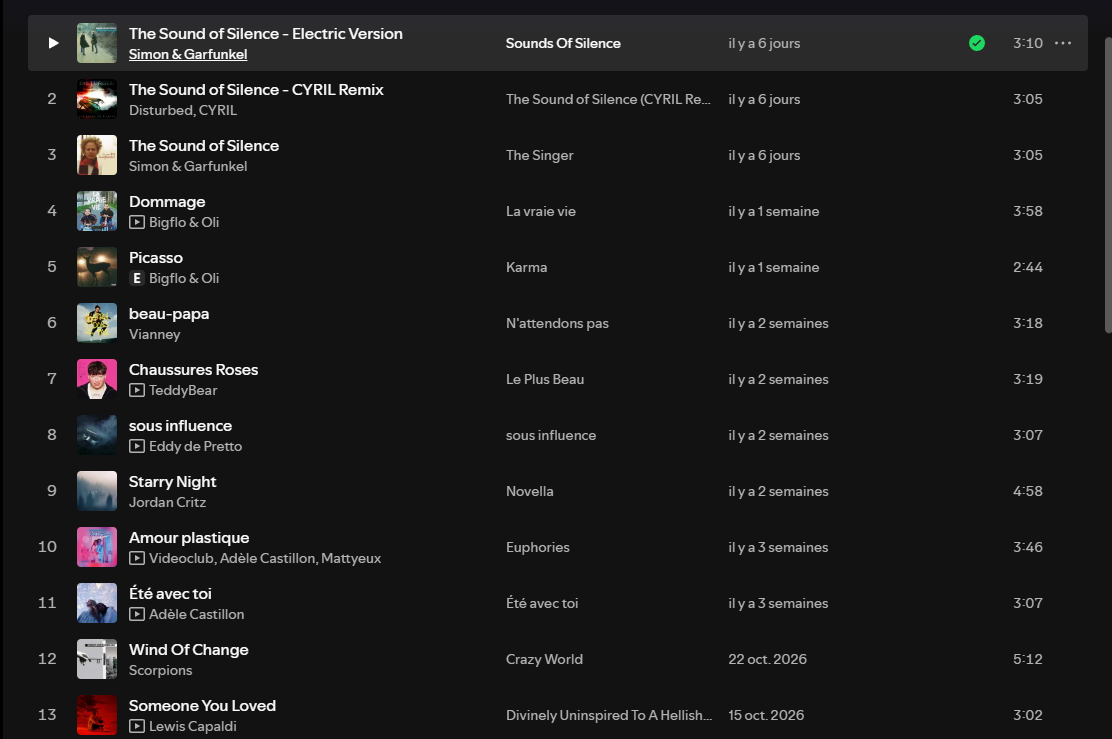 The Sound of Silence - Electric Version
Simon & Garfunkel
Sounds Of Silence
il y a 6 jours
3:10
2
The Sound of Silence - CYRIL Remix
Disturbed, CYRIL
The Sound of Silence (CYRIL Re...
il y a 6 jours
3:05
3
The Sound of Silence
Simon & Garfunkel
The Singer
il y a 6 jours
3:05
4
Dommage
Bigflo & Oli
La vraie vie
il y a 1 semaine
3:58
5
Picasso
E Bigflo & Oli
Karma
il y a 1 semaine
2:44
6
beau-papa
Vianney
N'attendons pas
il y a 2 semaines
3:18
7
Chaussures Roses
TeddyBear
Le Plus Beau
il y a 2 semaines
3:19
8
sous influence
Eddy de Pretto
sous influence
il y a 2 semaines
3:07
9
Starry Night
Jordan Critz
Novella
il y a 2 semaines
4:58
10
Amour plastique
Videoclub, Adèle Castillon, Mattyeux
Euphories
il y a 3 semaines
3:46
11
Été avec toi
Adèle Castillon
Été avec toi
il y a 3 semaines
3:07
12
Wind Of Change
Scorpions
Crazy World
22 oct. 2026
5:12
13
Someone You Loved
Lewis Capaldi
Divinely Uninspired To A Hellish...
15 oct. 2026
3:02